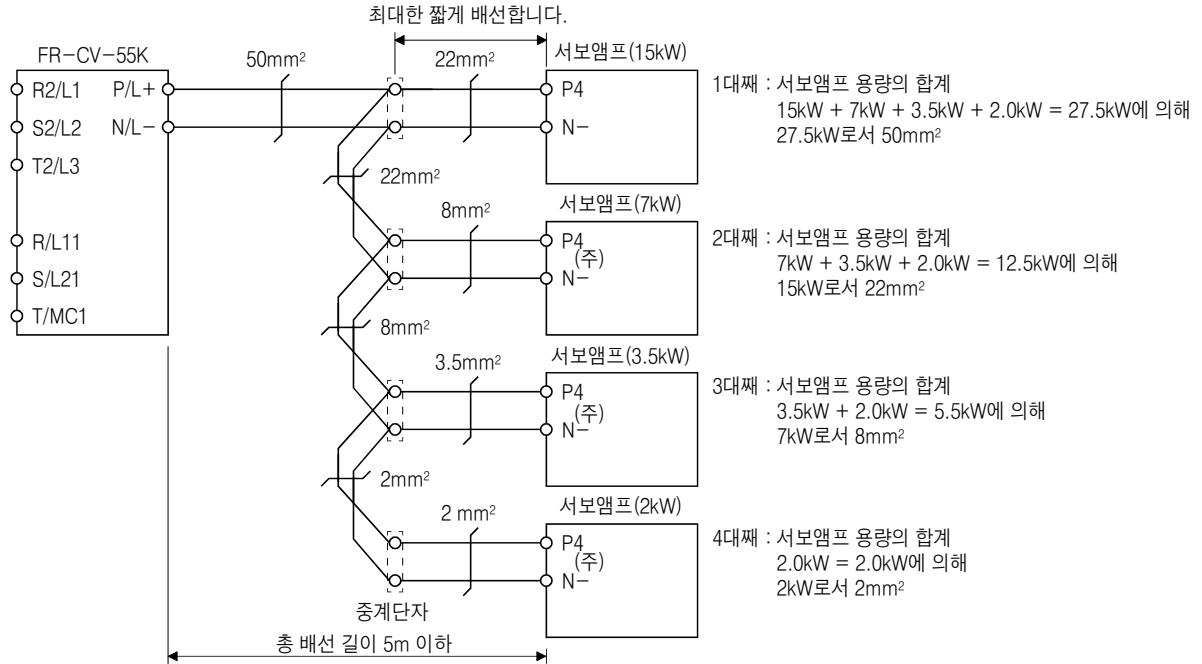 최대한 짧게 배선합니다.
FR-CV-55K
50mm²
22mm²
서보앰프(15kW)
R2/L1
P/L+
S2/L2
N/L-
T2/L3
R/L11
S/L21
T/MC1
P4
N-
1대째 : 서보앰프 용량의 합계
15kW + 7kW + 3.5kW + 2.0kW = 27.5kW에 의해
27.5kW로서 50mm²
22mm²
8mm²
서보앰프(7kW)
P4
(주)
N-
2대째 : 서보앰프 용량의 합계
7kW + 3.5kW + 2.0kW = 12.5kW에 의해
15kW로서 22mm²
8mm²
3.5mm²
서보앰프(3.5kW)
P4
(주)
N-
3대째 : 서보앰프 용량의 합계
3.5kW + 2.0kW = 5.5kW에 의해
7kW로서 8mm²
2mm²
2 mm²
서보앰프(2kW)
P4
(주)
N-
4대째 : 서보앰프 용량의 합계
2.0kW = 2.0kW에 의해
2kW로서 2mm²
중계단자
총 배선 길이 5m 이하